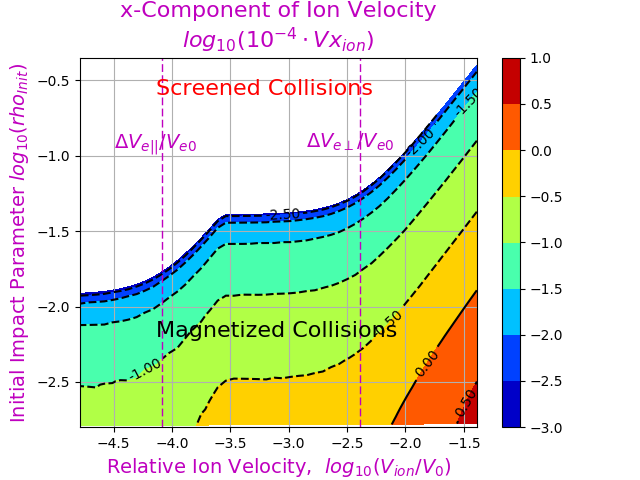 x-Component of Ion Velocity
log₁₀(10⁻⁴ · Vx_ion)
Initial Impact Parameter log₁₀(rho_Init)
−0.5
−1.0
−1.5
−2.0
−2.5
Screened Collisions
ΔV_e||/V_e0
ΔV_e⊥/V_e0
Magnetized Collisions
-1.50
-2.00
-2.50
-1.00
0.00
0.50
−4.5 −4.0 −3.5 −3.0 −2.5 −2.0 −1.5
Relative Ion Velocity, log₁₀(V_ion/V₀)
1.0
0.5
0.0
−0.5
−1.0
−1.5
−2.0
−2.5
−3.0